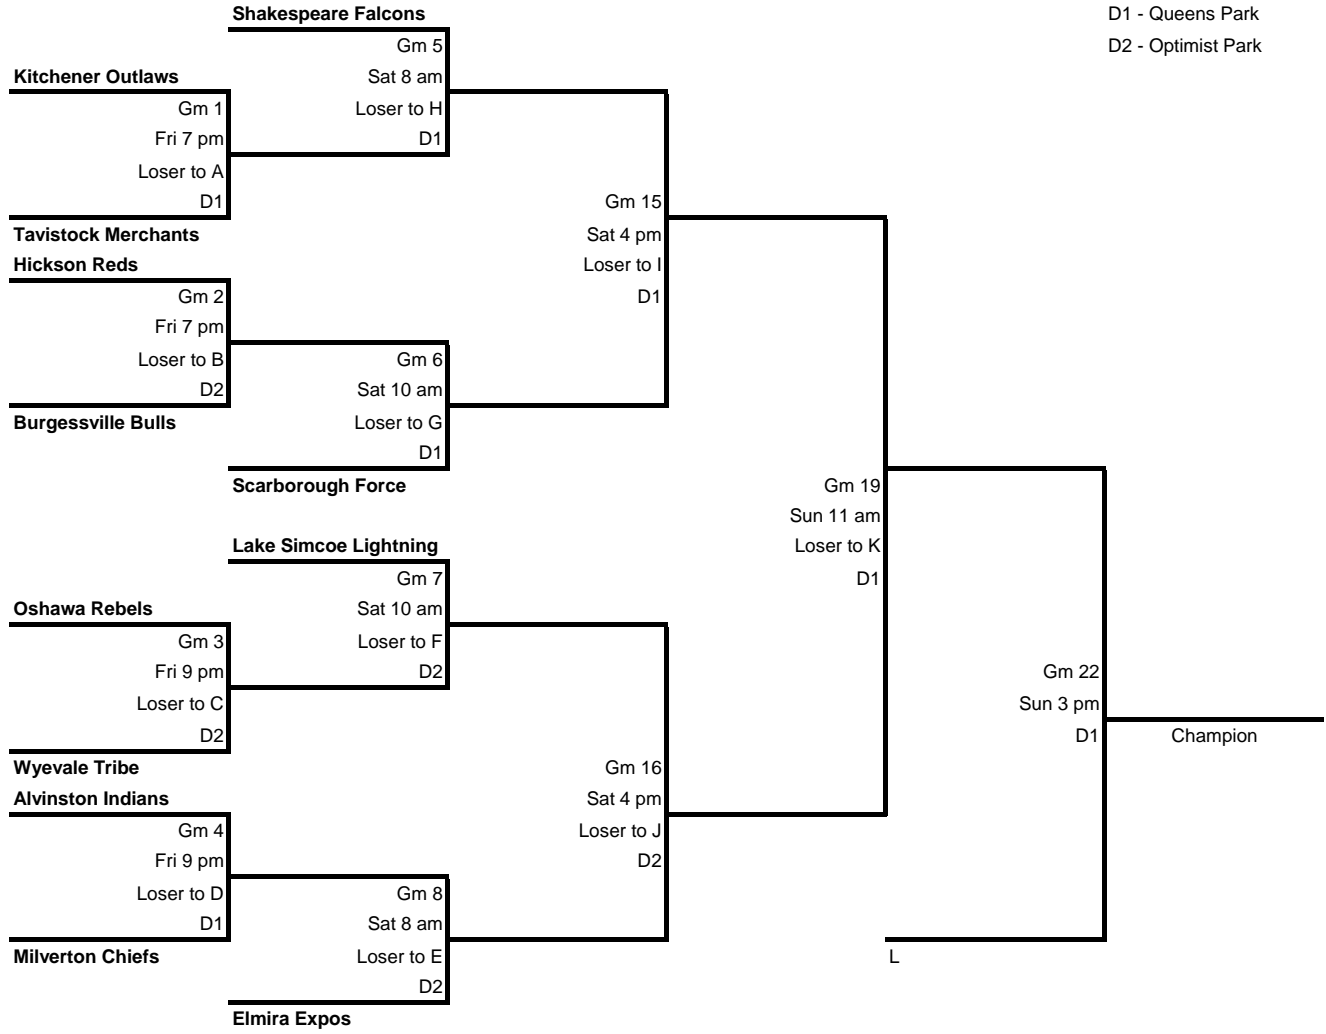 Shakespeare Falcons
D1 - Queens Park
Gm 5
D2 - Optimist Park
Kitchener Outlaws
Sat 8 am
Gm 1
Loser to H
Fri 7 pm
D1
Loser to A
D1
Gm 15
Tavistock Merchants
Sat 4 pm
Hickson Reds
Loser to I
Gm 2
D1
Fri 7 pm
Loser to B
Gm 6
D2
Sat 10 am
Burgessville Bulls
Loser to G
D1
Scarborough Force
Gm 19
Sun 11 am
Lake Simcoe Lightning
Loser to K
Gm 7
D1
Oshawa Rebels
Sat 10 am
Gm 3
Loser to F
Fri 9 pm
D2
Gm 22
Loser to C
Sun 3 pm
D2
D1
Champion
Wyevale Tribe
Gm 16
Alvinston Indians
Sat 4 pm
Gm 4
Loser to J
Fri 9 pm
D2
Loser to D
Gm 8
D1
Sat 8 am
Milverton Chiefs
Loser to E
L
D2
Elmira Expos